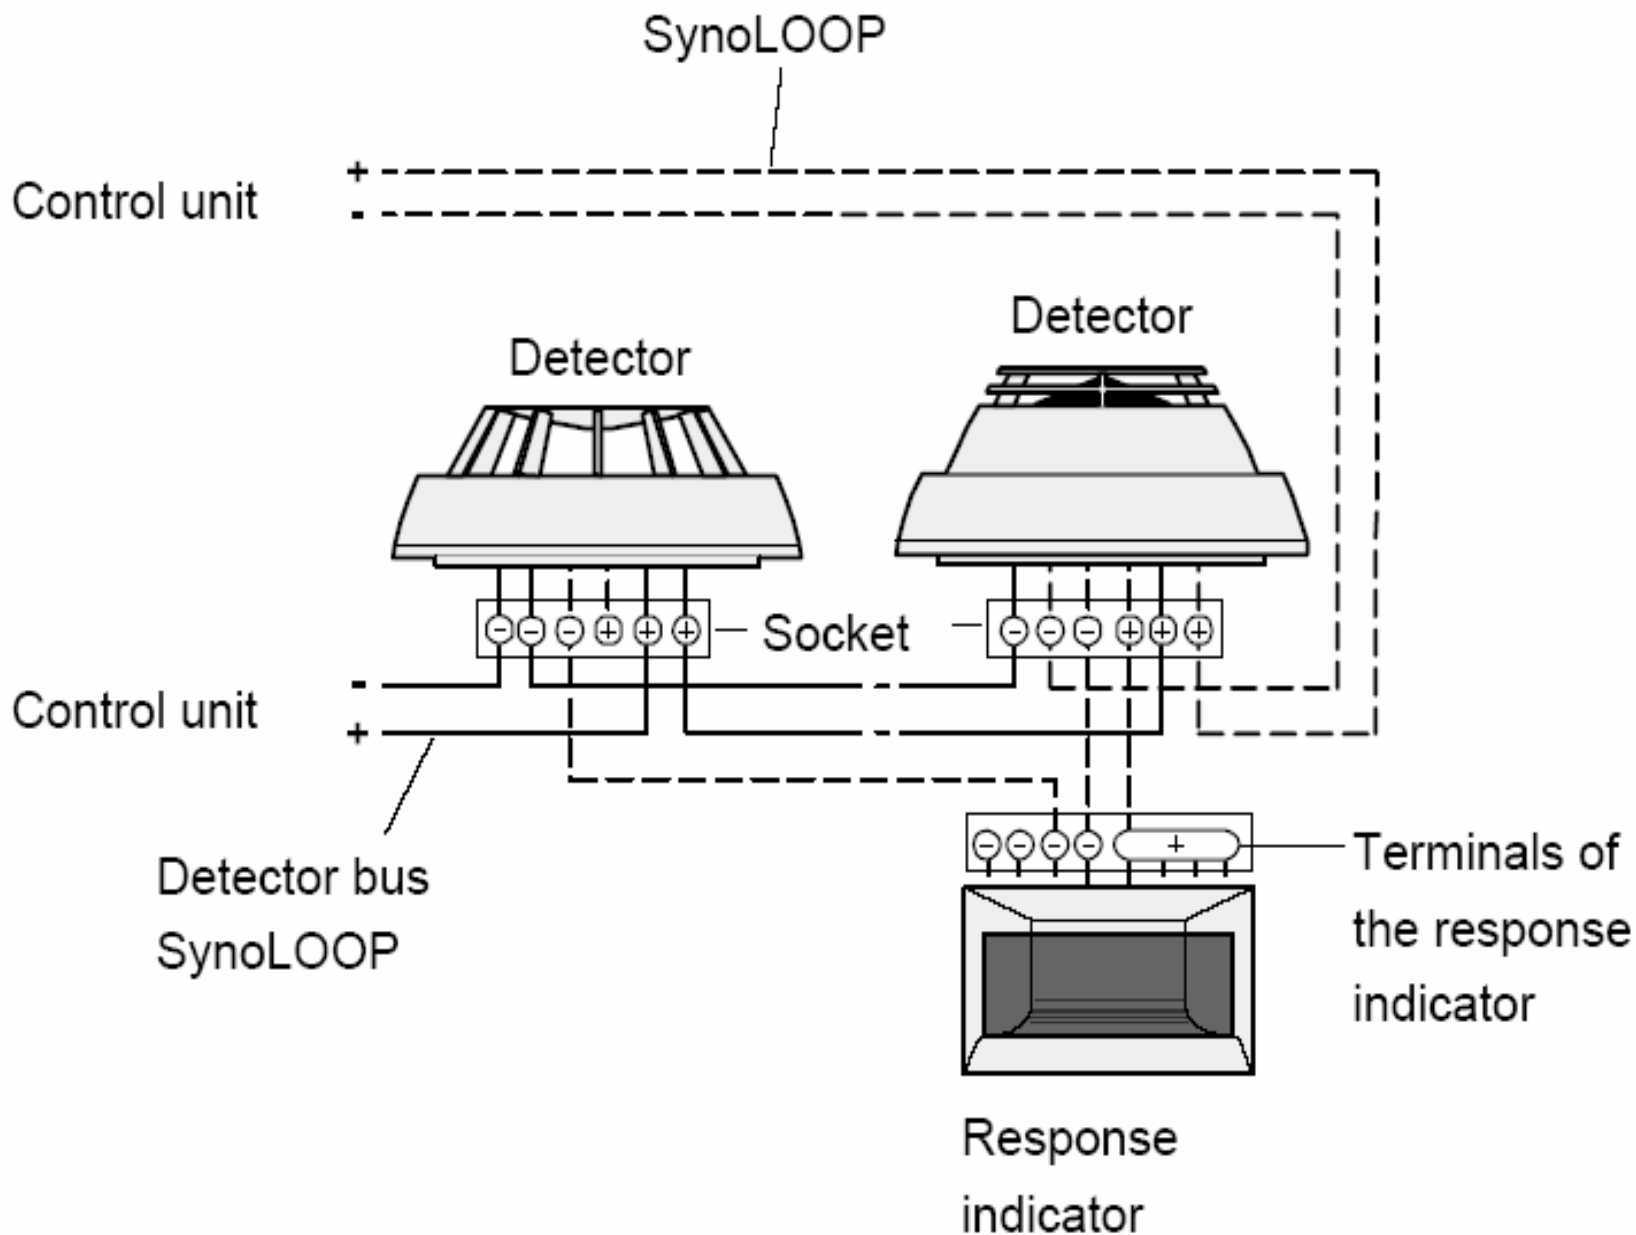 SynoLOOP
+
Control unit
-
Detector
Detector
- - - + + +
Socket
- - - + + +
-
Control unit
+
- - - - +
Detector bus
SynoLOOP
Terminals of
the response
indicator
Response
indicator